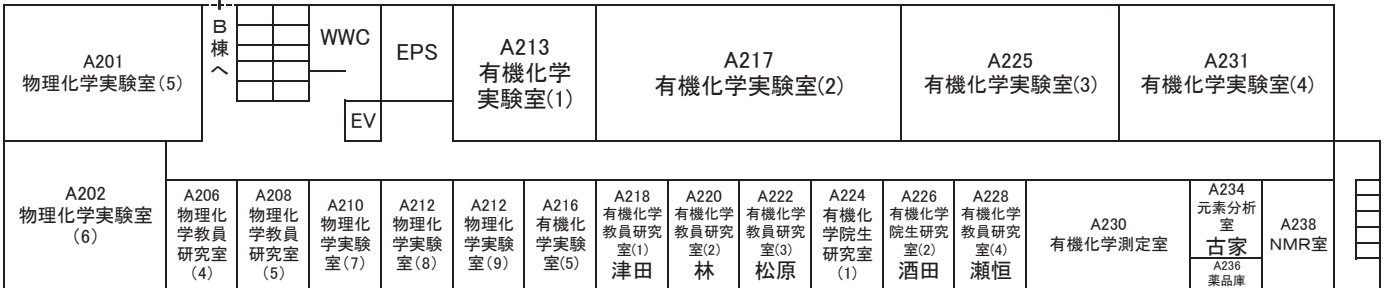 A201
物理化学実験室(5)
B
棟
へ
WWC
EV
EPS
A213
有機化学
実験室(1)
A217
有機化学実験室(2)
A225
有機化学実験室(3)
A231
有機化学実験室(4)
A202
物理化学実験室
(6)
A206
物理化
学教員
研究室
(4)
A208
物理化
学教員
研究室
(5)
A210
物理化
学実験
室(7)
A212
物理化
学実験
室(8)
A212
物理化
学実験
室(9)
A216
有機化
学実験
室(5)
A218
有機化学
教員研究
室(1)
津田
A220
有機化学
教員研究
室(2)
林
A222
有機化学
教員研究
室(3)
松原
A224
有機化
学院生
研究室
(1)
A226
有機化学
院生研究
室(2)
酒田
A228
有機化学
教員研究
室(4)
瀬恒
A230
有機化学測定室
A234
元素分析
室
古家
A236
薬品庫
A238
NMR室